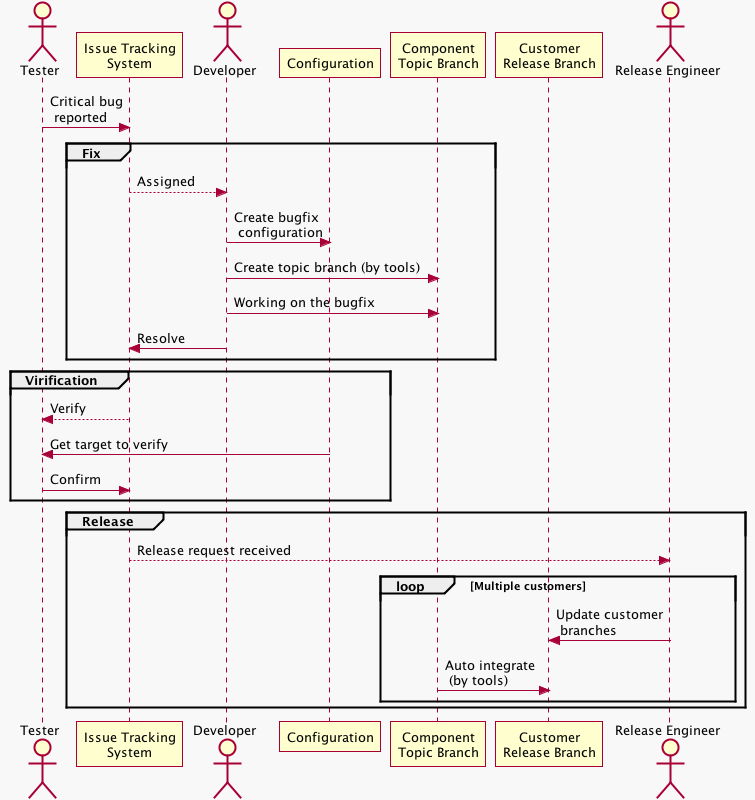 Tester
Issue Tracking
System
Developer
Configuration
Component
Topic Branch
Customer
Release Branch
Release Engineer
Critical bug
reported
Fix
Assigned
Create bugfix
configuration
Create topic branch (by tools)
Working on the bugfix
Resolve
Virification
Verify
Get target to verify
Confirm
Release
Release request received
loop
[Multiple customers]
Update customer
branches
Auto integrate
(by tools)
Tester
Issue Tracking
System
Developer
Configuration
Component
Topic Branch
Customer
Release Branch
Release Engineer